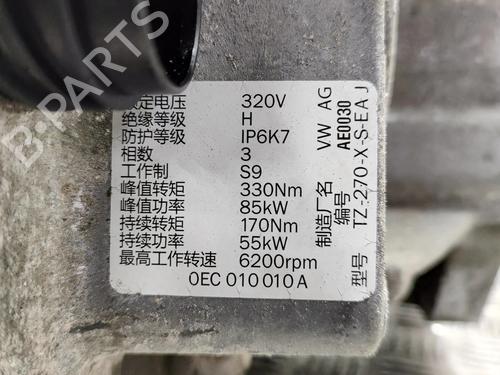 额定电压 320V
绝缘等级 H
防护等级 IP6K7
相数 3
工作制 S9
峰值转矩 330Nm
峰值功率 85kW
持续转矩 170Nm
持续功率 55kW
最高工作转速 6200rpm
0EC 010 010 A
制造厂名 VW AG
编号 AE0030
型号 TZ-270-X-S-EA J
B-PARTS